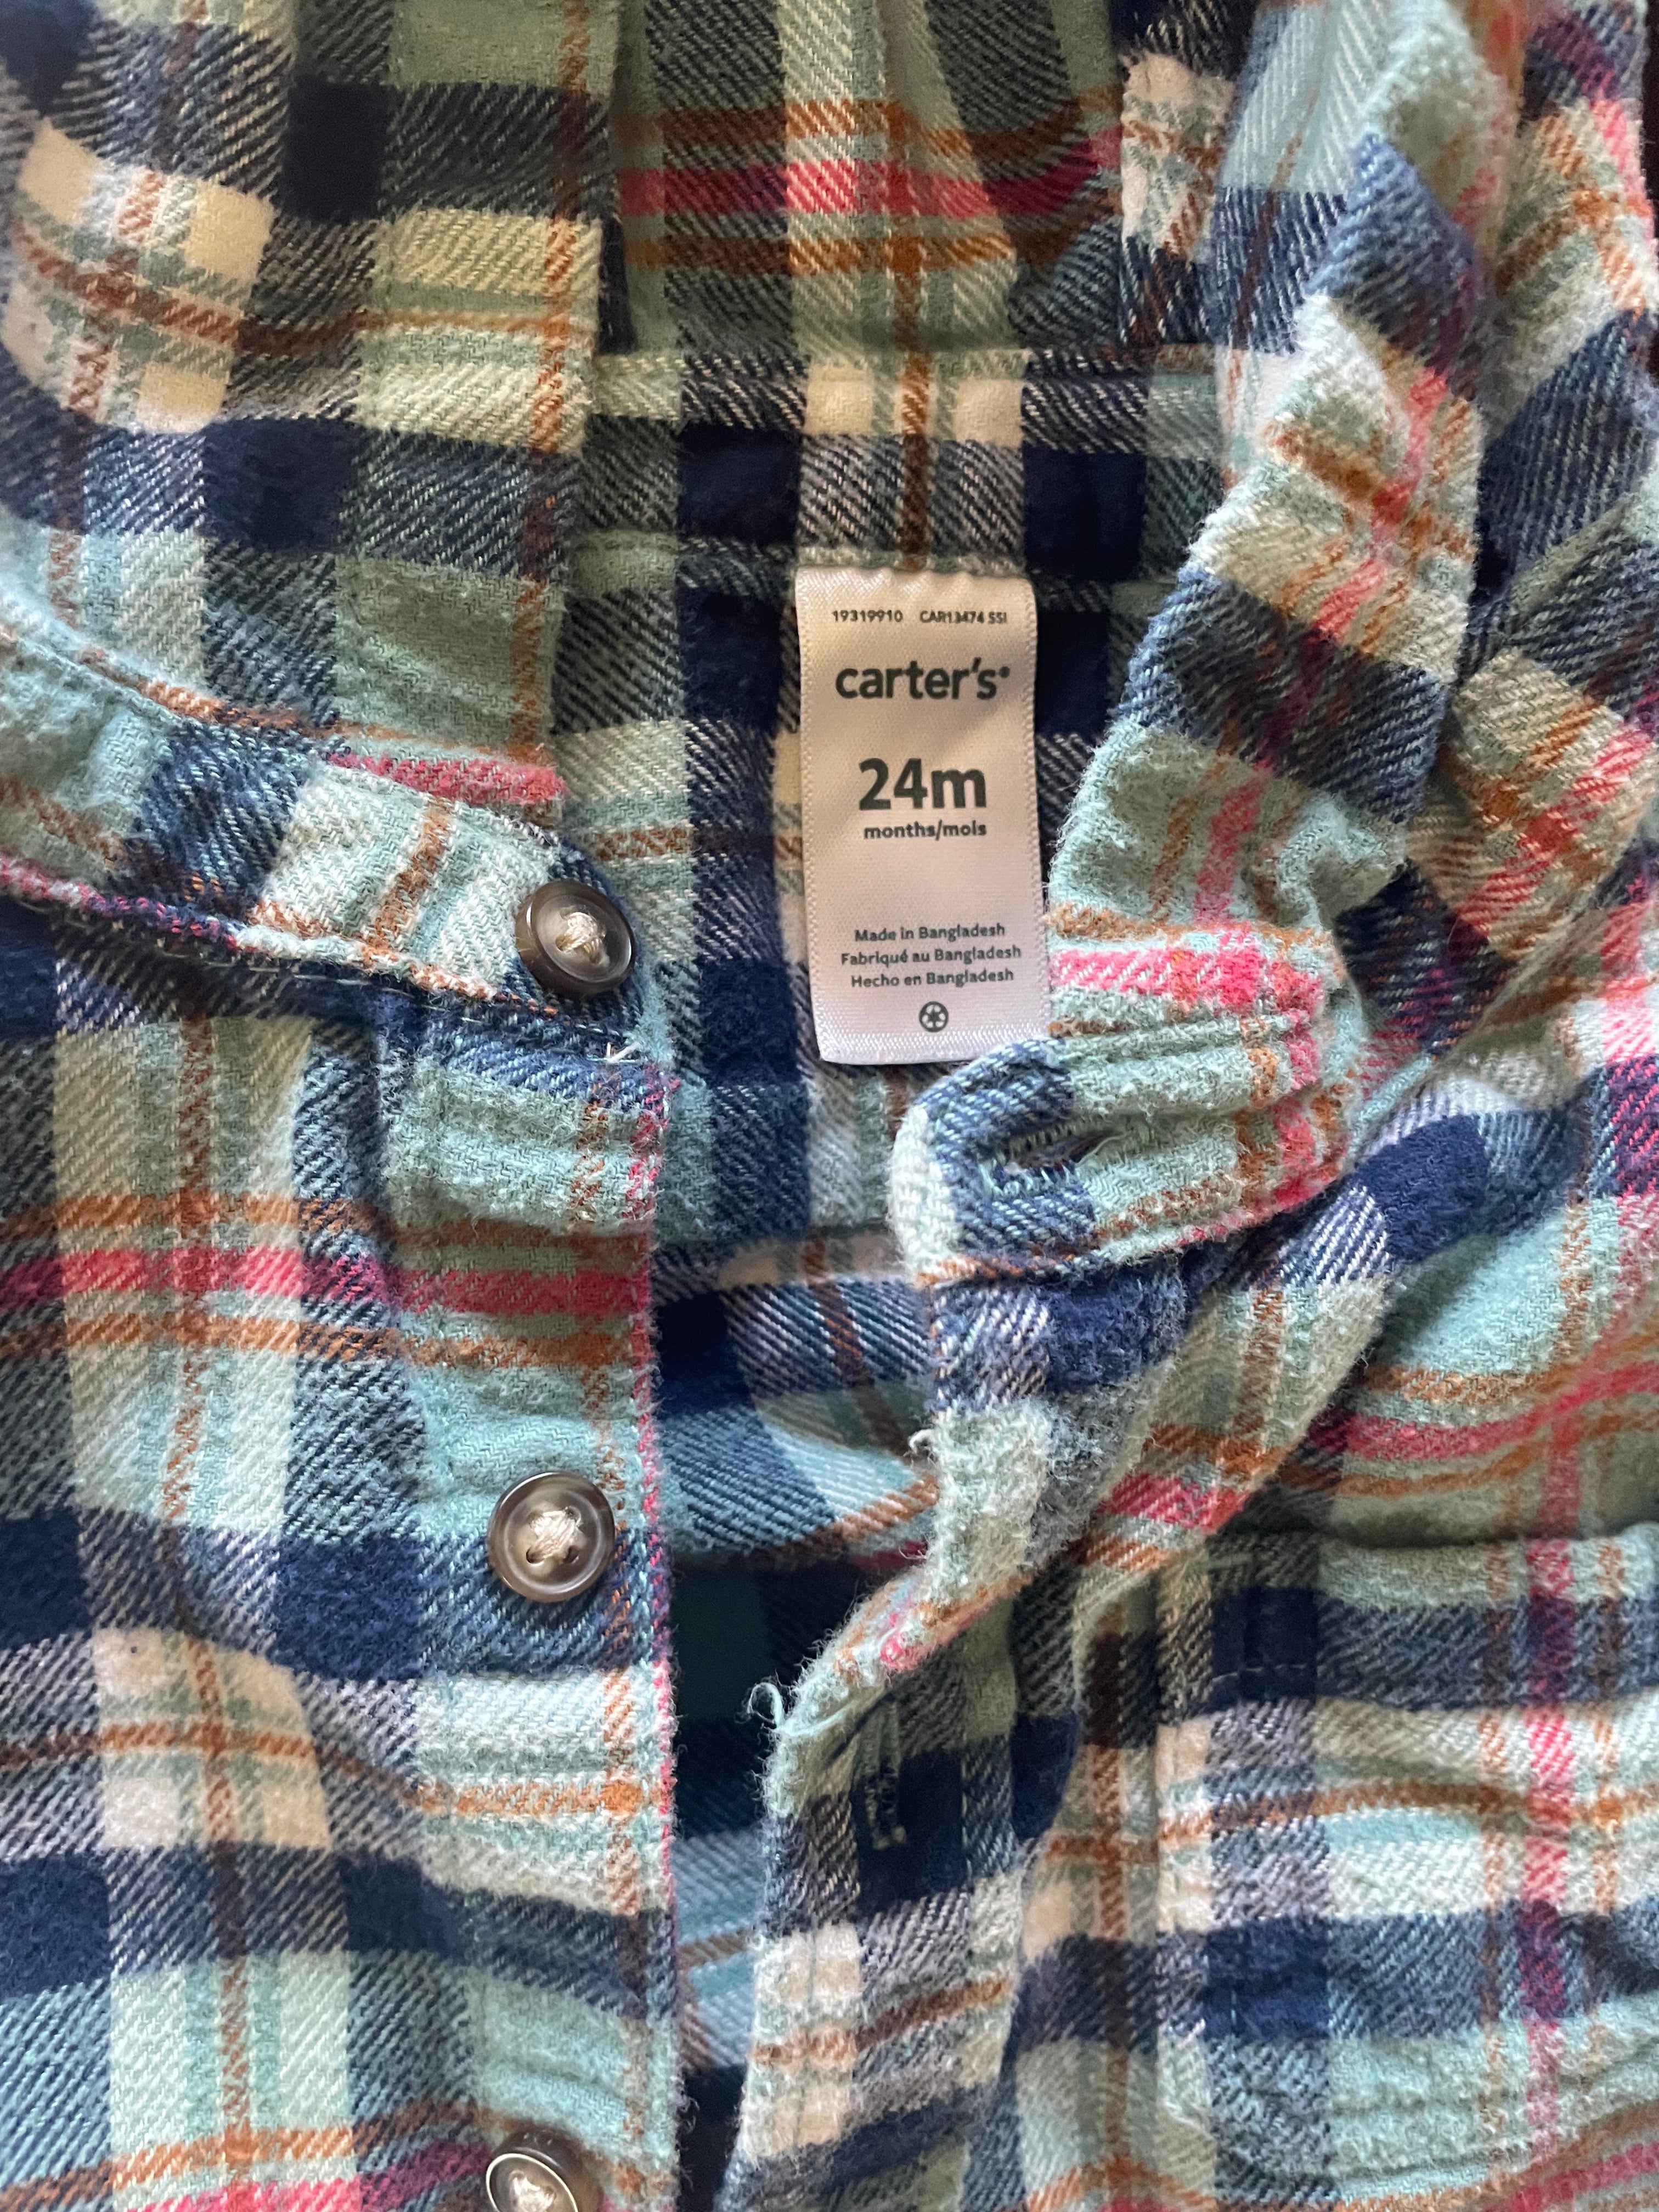 19319910 CAR13474 SSI
carter's®
24m
months/mois
Made in Bangladesh
Fabriqué au Bangladesh
Hecho en Bangladesh